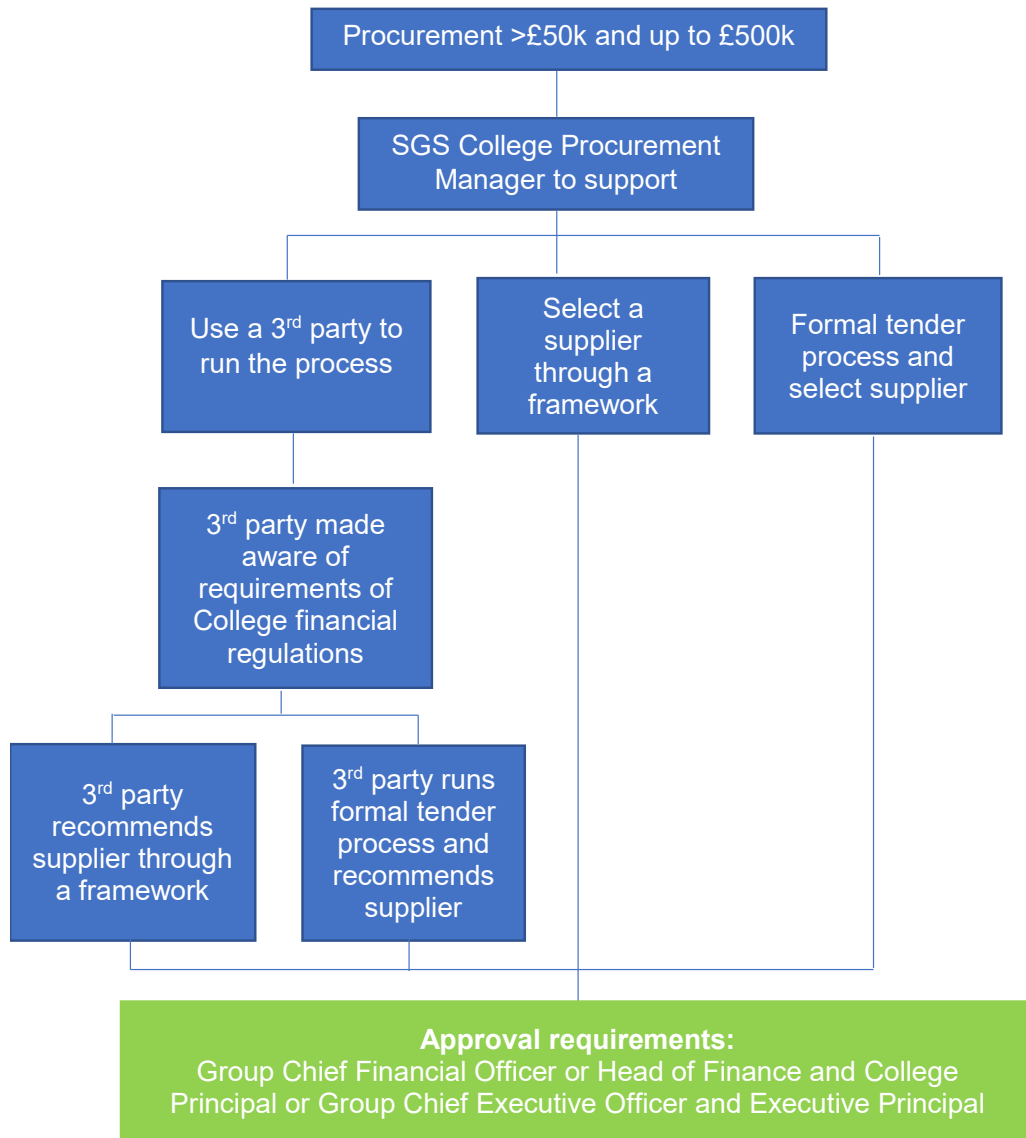 Procurement >£50k and up to £500k
SGS College Procurement
Manager to support
Use a 3rd party to
run the process
Select a
supplier
through a
framework
Formal tender
process and
select supplier
3rd party made
aware of
requirements of
College financial
regulations
3rd party
recommends
supplier through
a framework
3rd party runs
formal tender
process and
recommends
supplier
Approval requirements:
Group Chief Financial Officer or Head of Finance and College
Principal or Group Chief Executive Officer and Executive Principal